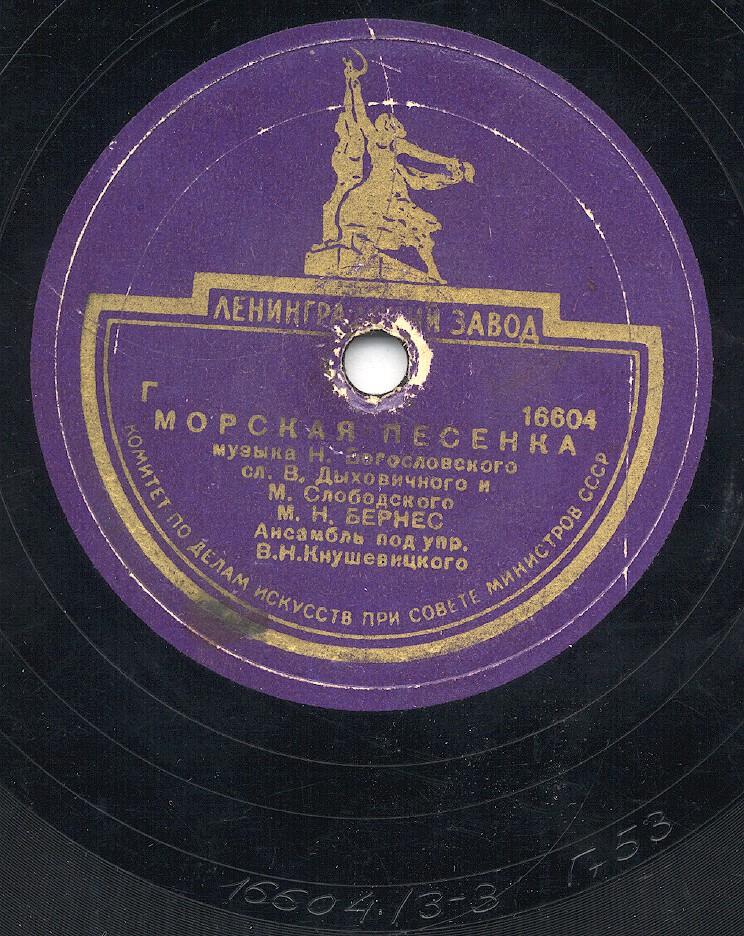 ЛЕНИНГРАДСКИЙ ЗАВОД
Г 16604
МОРСКАЯ ПЕСЕНКА
музыка Н. Богословского
сл. В. Дыховичного и
М. Слободского
М. Н. БЕРНЕС
Ансамбль под упр.
В.Н.Кнушевицкого
КОМИТЕТ ПО ДЕЛАМ ИСКУССТВ ПРИ СОВЕТЕ МИНИСТРОВ СССР
16604./3-3